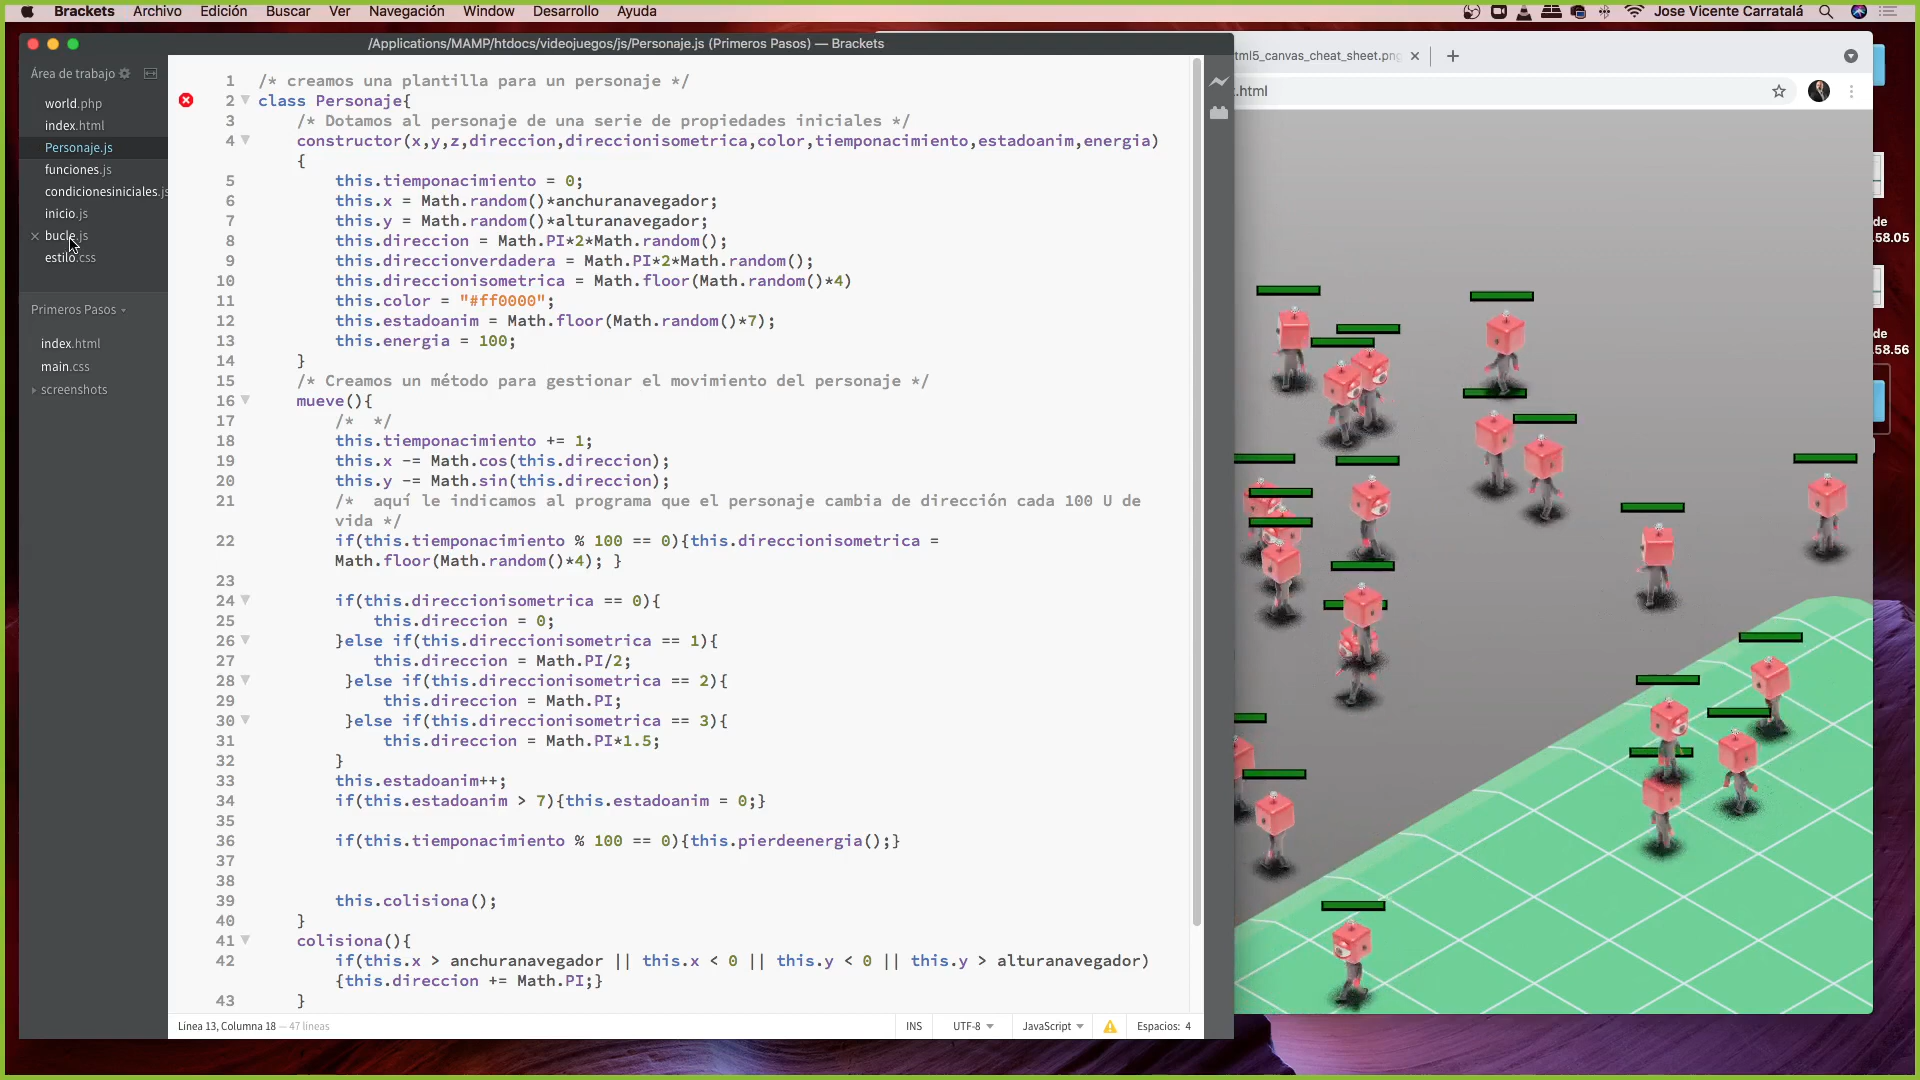 Brackets Archivo Edición Buscar Ver Navegación Window Desarrollo Ayuda Jose Vicente Carratalá
/Applications/MAMP/htdocs/videojuegos/js/Personaje.js (Primeros Pasos) — Brackets
Área de trabajo
world.php
index.html
Personaje.js
funciones.js
condicionesiniciales.js
inicio.js
bucle.js
estilo.css
Primeros Pasos
index.html
main.css
screenshots
1 /* creamos una plantilla para un personaje */
2 class Personaje{
3 /* Dotamos al personaje de una serie de propiedades iniciales */
4 constructor(x,y,z,direccion,direccionisometrica,color,tiemponacimiento,estadoanim,energia)
{
5 this.tiemponacimiento = 0;
6 this.x = Math.random()*anchuranavegador;
7 this.y = Math.random()*alturanavegador;
8 this.direccion = Math.PI*2*Math.random();
9 this.direccionverdadera = Math.PI*2*Math.random();
10 this.direccionisometrica = Math.floor(Math.random()*4)
11 this.color = "#ff0000";
12 this.estadoanim = Math.floor(Math.random()*7);
13 this.energia = 100;
14 }
15 /* Creamos un método para gestionar el movimiento del personaje */
16 mueve(){
17 /*  */
18 this.tiemponacimiento += 1;
19 this.x -= Math.cos(this.direccion);
20 this.y -= Math.sin(this.direccion);
21 /*  aquí le indicamos al programa que el personaje cambia de dirección cada 100 U de
vida */
22 if(this.tiemponacimiento % 100 == 0){this.direccionisometrica =
Math.floor(Math.random()*4); }
23
24 if(this.direccionisometrica == 0){
25 this.direccion = 0;
26 }else if(this.direccionisometrica == 1){
27 this.direccion = Math.PI/2;
28 }else if(this.direccionisometrica == 2){
29 this.direccion = Math.PI;
30 }else if(this.direccionisometrica == 3){
31 this.direccion = Math.PI*1.5;
32 }
33 this.estadoanim++;
34 if(this.estadoanim > 7){this.estadoanim = 0;}
35
36 if(this.tiemponacimiento % 100 == 0){this.pierdeenergia();}
37
38
39 this.colisiona();
40 }
41 colisiona(){
42 if(this.x > anchuranavegador || this.x < 0 || this.y < 0 || this.y > alturanavegador)
{this.direccion += Math.PI;}
43 }
Línea 13, Columna 18 — 47 líneas INS UTF-8 JavaScript Espacios: 4
tml5_canvas_cheat_sheet.png
.html
de
.58.05
de
.58.56